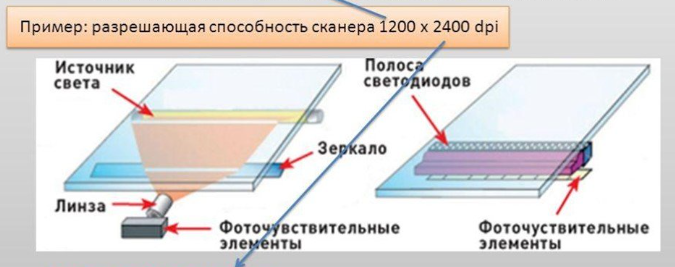 Пример: разрешающая способность сканера 1200 x 2400 dpi
Источник
света
Зеркало
Линза
Фоточувствительные
элементы
Полоса
светодиодов
Фоточуствительные
элементы